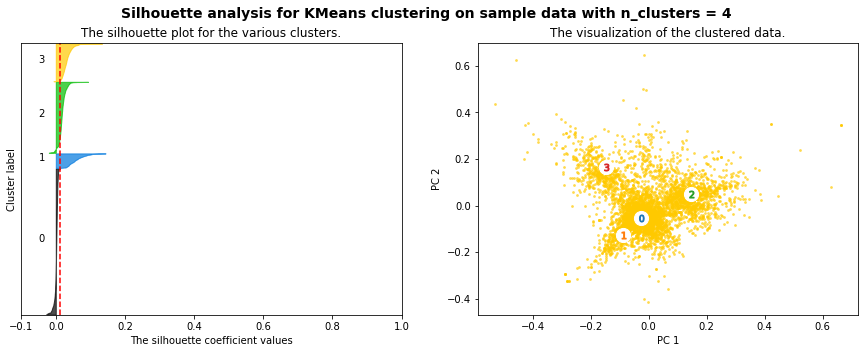 Silhouette analysis for KMeans clustering on sample data with n_clusters = 4
The silhouette plot for the various clusters.
Cluster label
3
2
1
0
−0.1 0.0 0.2 0.4 0.6 0.8 1.0
The silhouette coefficient values
The visualization of the clustered data.
PC 2
0.6
0.4
0.2
0.0
−0.2
−0.4
3
2
0
1
−0.4 −0.2 0.0 0.2 0.4 0.6
PC 1